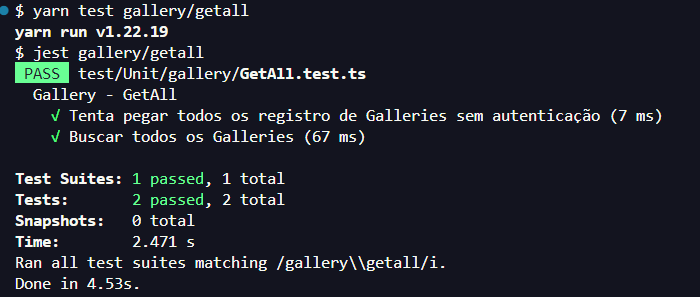 $ yarn test gallery/getall
yarn run v1.22.19
$ jest gallery/getall
PASS test/Unit/gallery/GetAll.test.ts
Gallery - GetAll
√ Tenta pegar todos os registro de Galleries sem autenticação (7 ms)
√ Buscar todos os Galleries (67 ms)
Test Suites: 1 passed, 1 total
Tests: 2 passed, 2 total
Snapshots: 0 total
Time: 2.471 s
Ran all test suites matching /gallery\\getall/i.
Done in 4.53s.